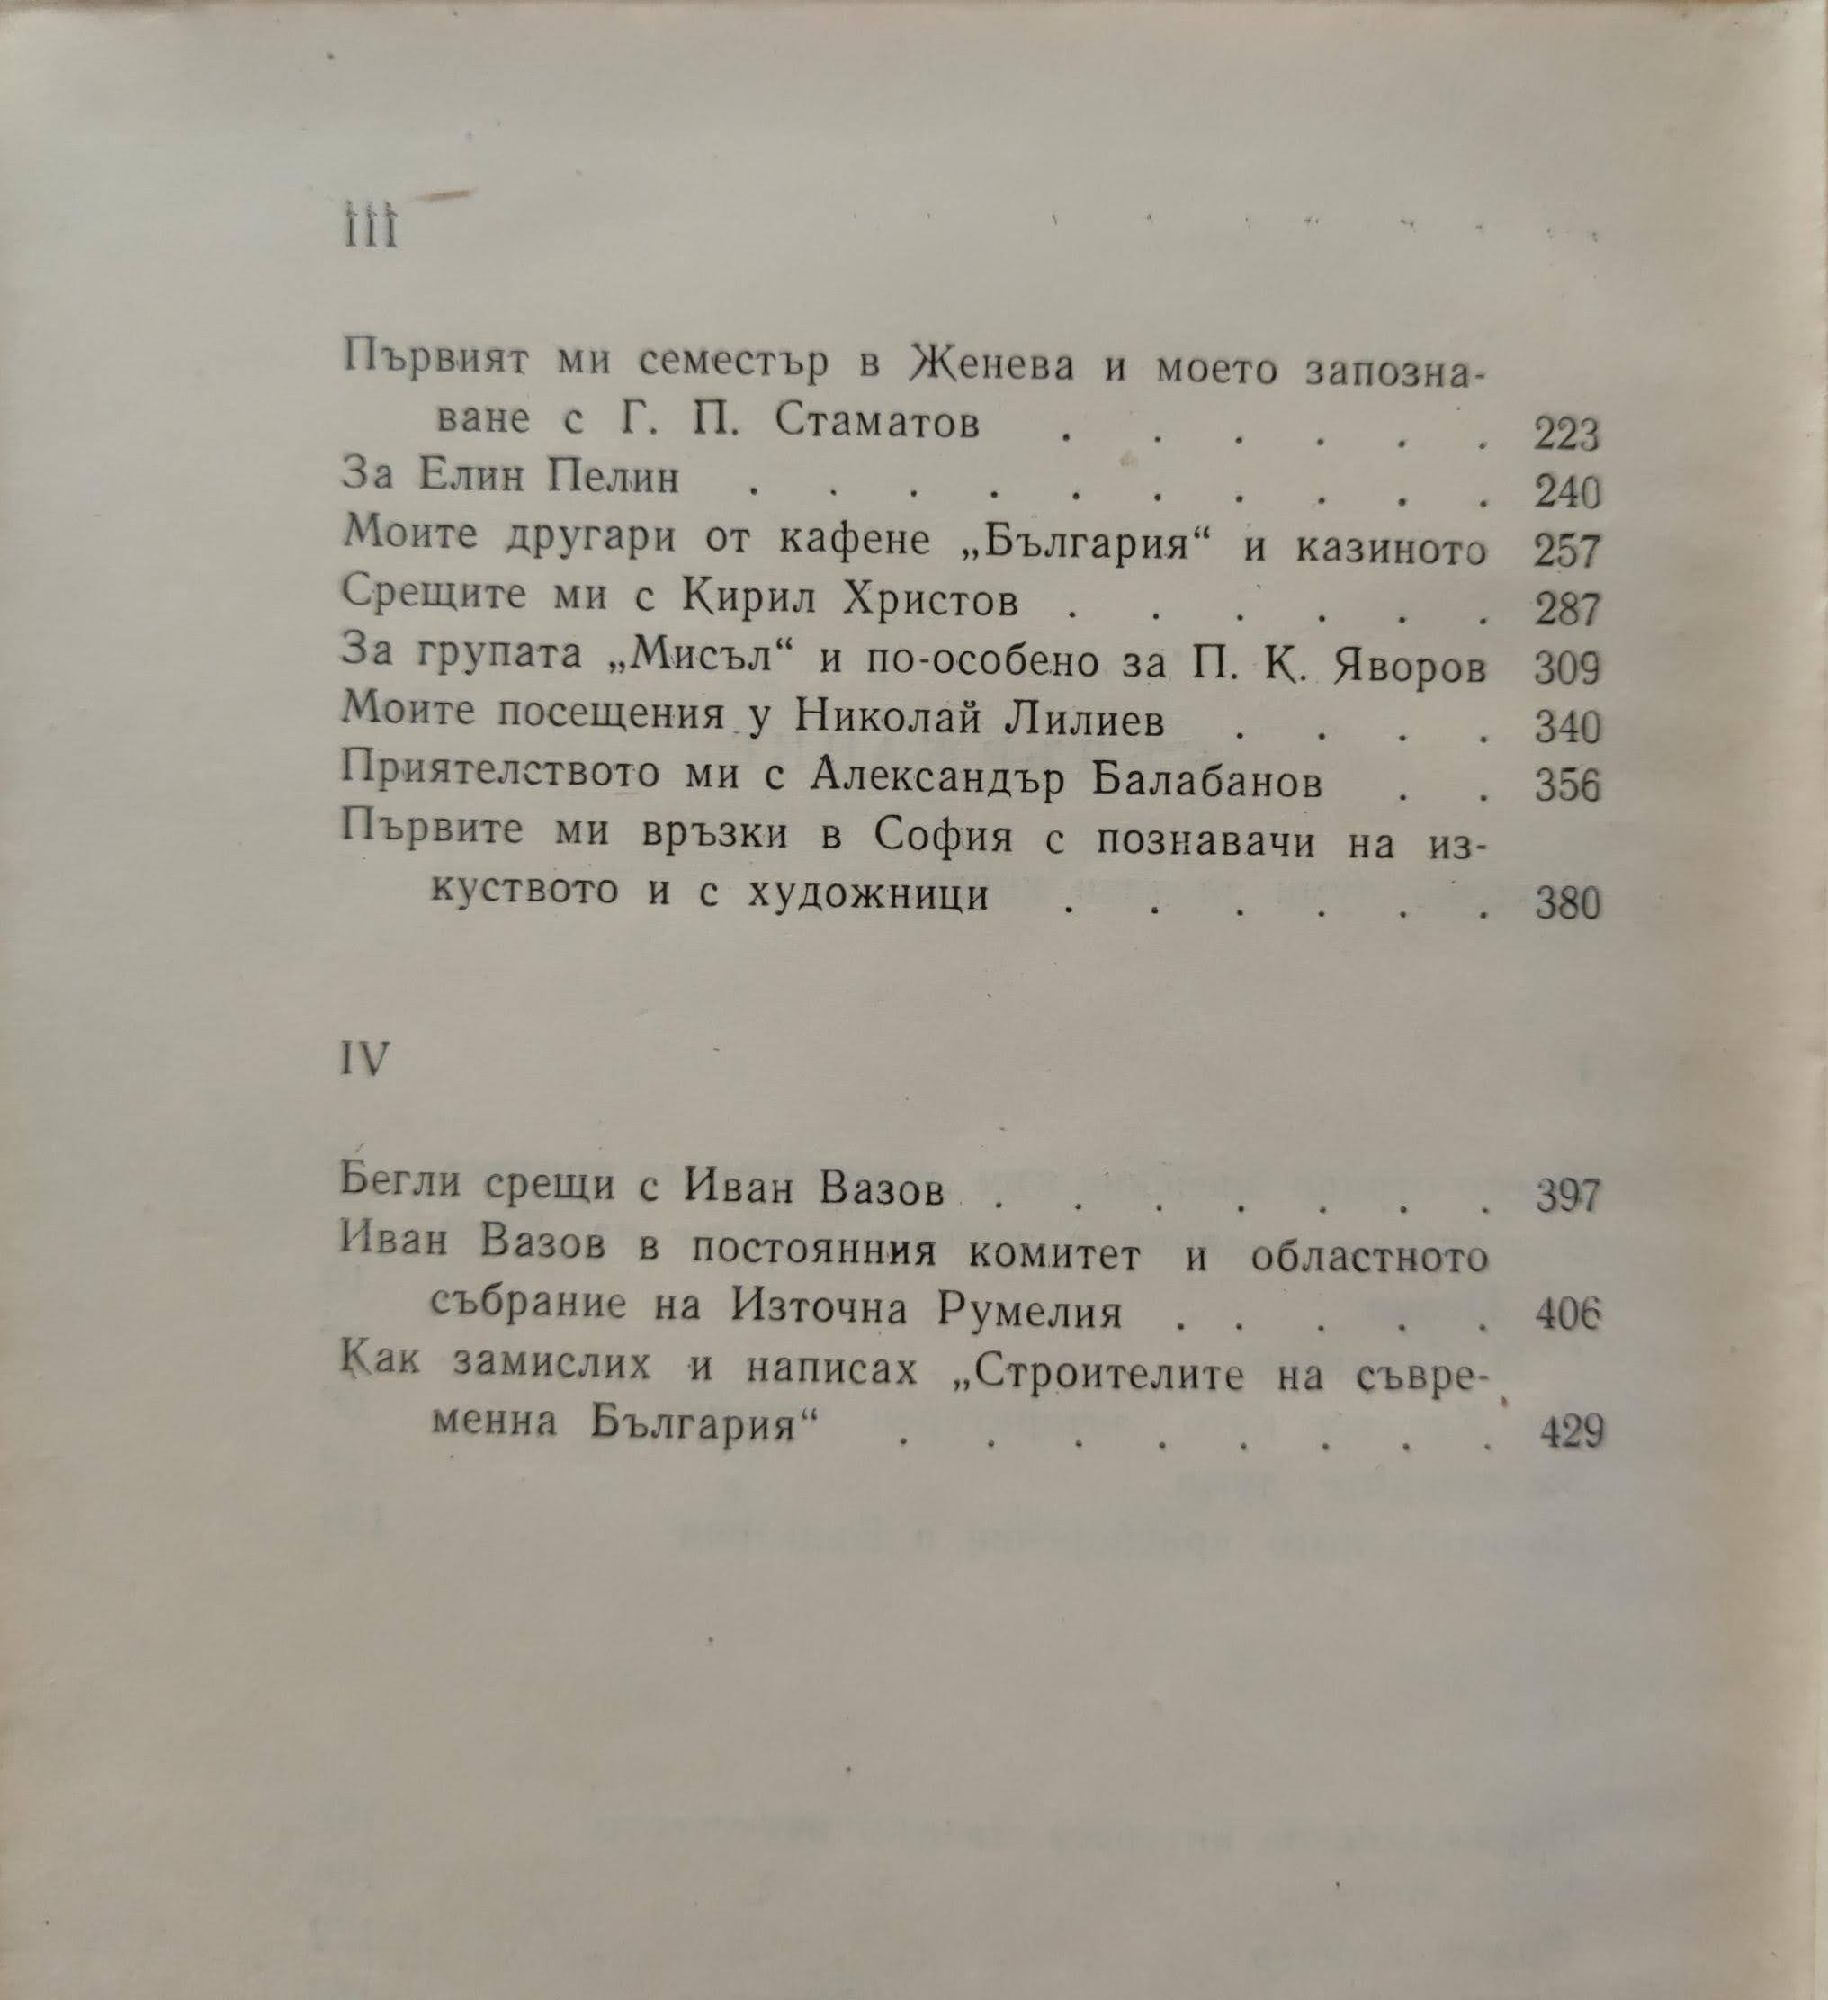 III
Първият ми семестър в Женева и моето запозна-
ване с Г. П. Стаматов . . . . . . 223
За Елин Пелин . . . . . . . . . . 240
Моите другари от кафене „България“ и казиното 257
Срещите ми с Кирил Христов . . . . . . 287
За групата „Мисъл“ и по-особено за П. К. Яворов 309
Моите посещения у Николай Лилиев . . . . 340
Приятелството ми с Александър Балабанов . . 356
Първите ми връзки в София с познавачи на из-
куството и с художници . . . . . . 380
IV
Бегли срещи с Иван Вазов . . . . . . . 397
Иван Вазов в постоянния комитет и областното
събрание на Източна Румелия . . . . . 406
Как замислих и написах „Строителите на съвре-
менна България“ . . . . . . . . 429